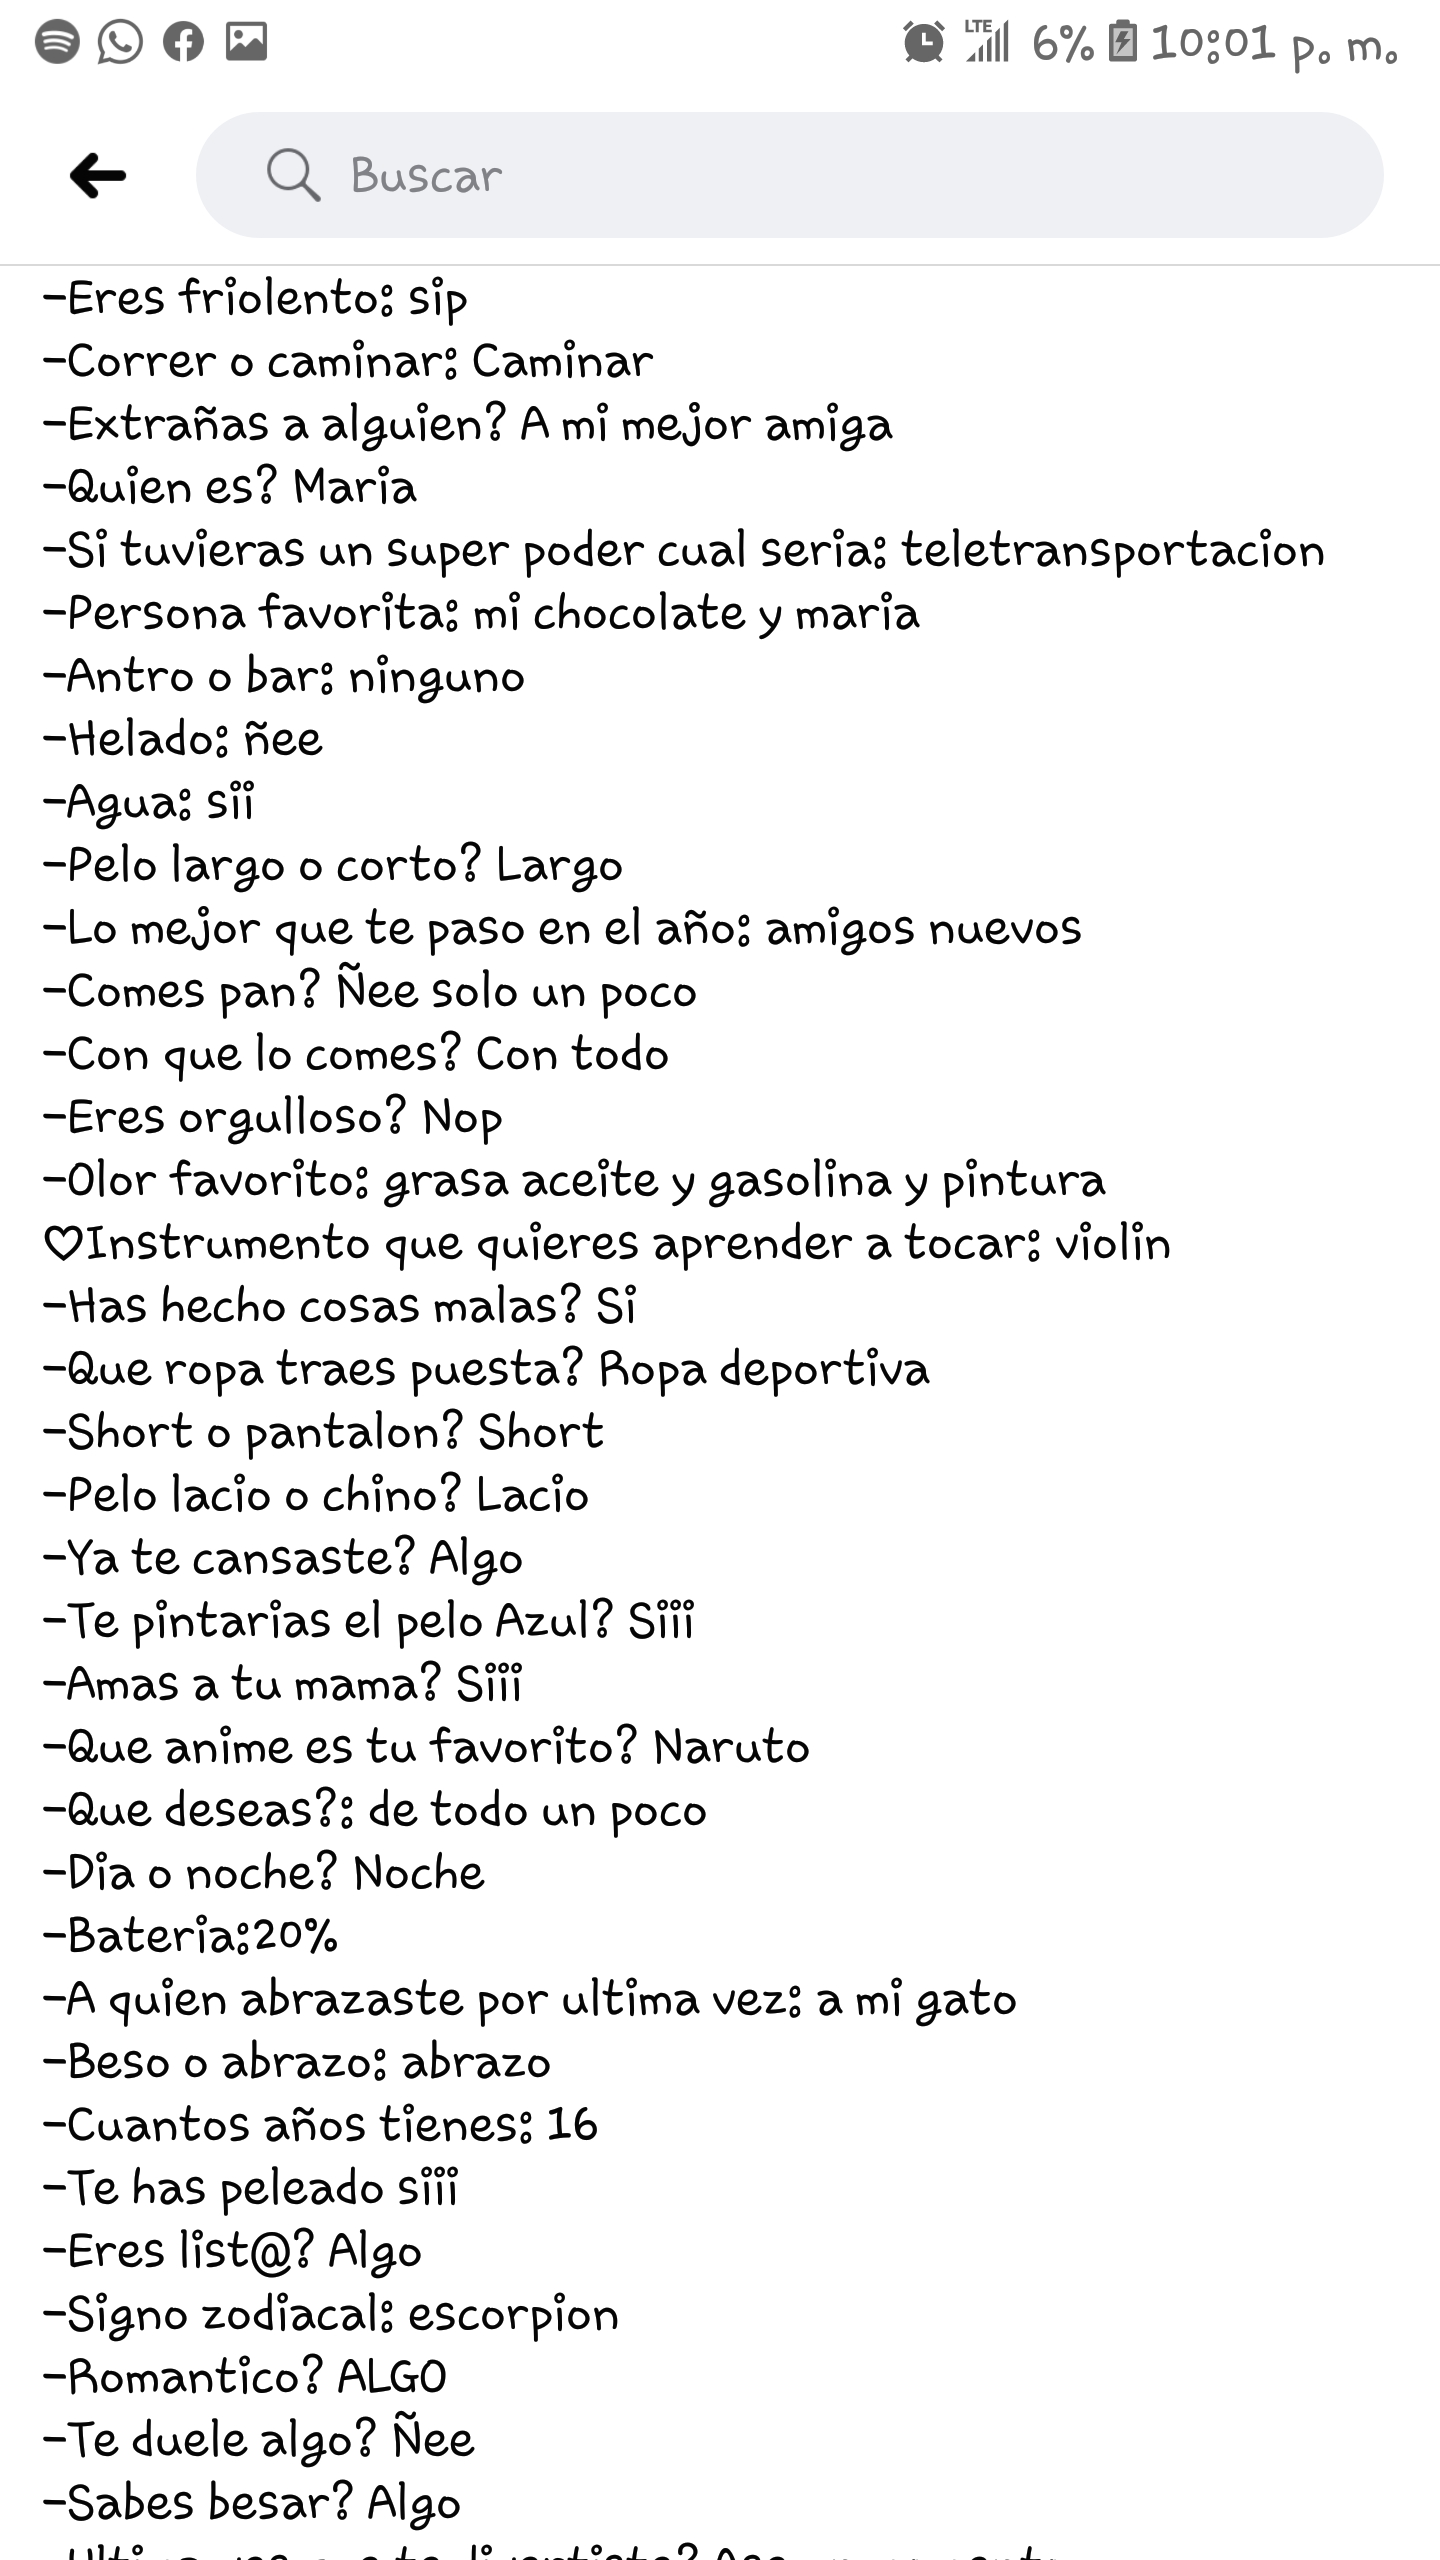 LTE 6% 10:01 p. m.
Buscar
-Eres friolento: sip
-Correr o caminar: Caminar
-Extrañas a alguien? A mi mejor amiga
-Quien es? Maria
-Si tuvieras un super poder cual seria: teletransportacion
-Persona favorita: mi chocolate y maria
-Antro o bar: ninguno
-Helado: ñee
-Agua: sii
-Pelo largo o corto? Largo
-Lo mejor que te paso en el año: amigos nuevos
-Comes pan? Ñee solo un poco
-Con que lo comes? Con todo
-Eres orgulloso? Nop
-Olor favorito: grasa aceite y gasolina y pintura
♡Instrumento que quieres aprender a tocar: violin
-Has hecho cosas malas? Si
-Que ropa traes puesta? Ropa deportiva
-Short o pantalon? Short
-Pelo lacio o chino? Lacio
-Ya te cansaste? Algo
-Te pintarias el pelo Azul? Siii
-Amas a tu mama? Siii
-Que anime es tu favorito? Naruto
-Que deseas?: de todo un poco
-Dia o noche? Noche
-Bateria:20%
-A quien abrazaste por ultima vez: a mi gato
-Beso o abrazo: abrazo
-Cuantos años tienes: 16
-Te has peleado siii
-Eres list@? Algo
-Signo zodiacal: escorpion
-Romantico? ALGO
-Te duele algo? Ñee
-Sabes besar? Algo